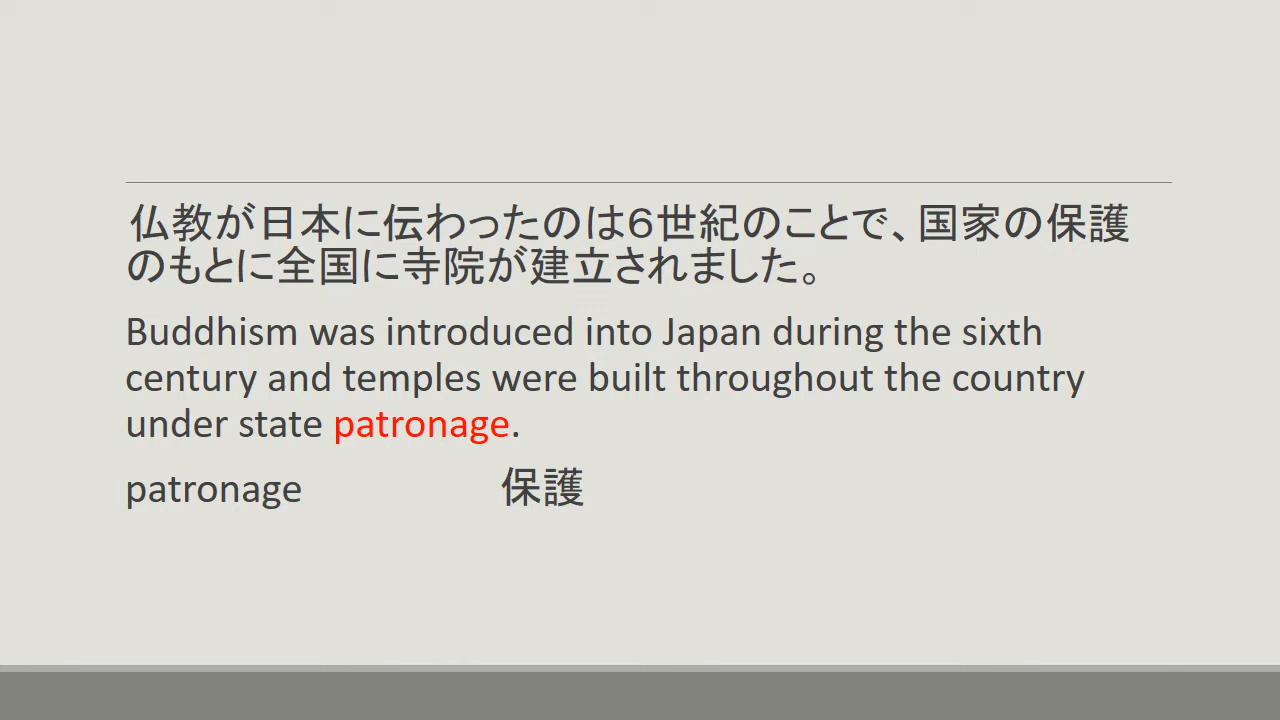 仏教が日本に伝わったのは６世紀のことで、国家の保護
のもとに全国に寺院が建立されました。
Buddhism was introduced into Japan during the sixth
century and temples were built throughout the country
under state patronage.
patronage 保護